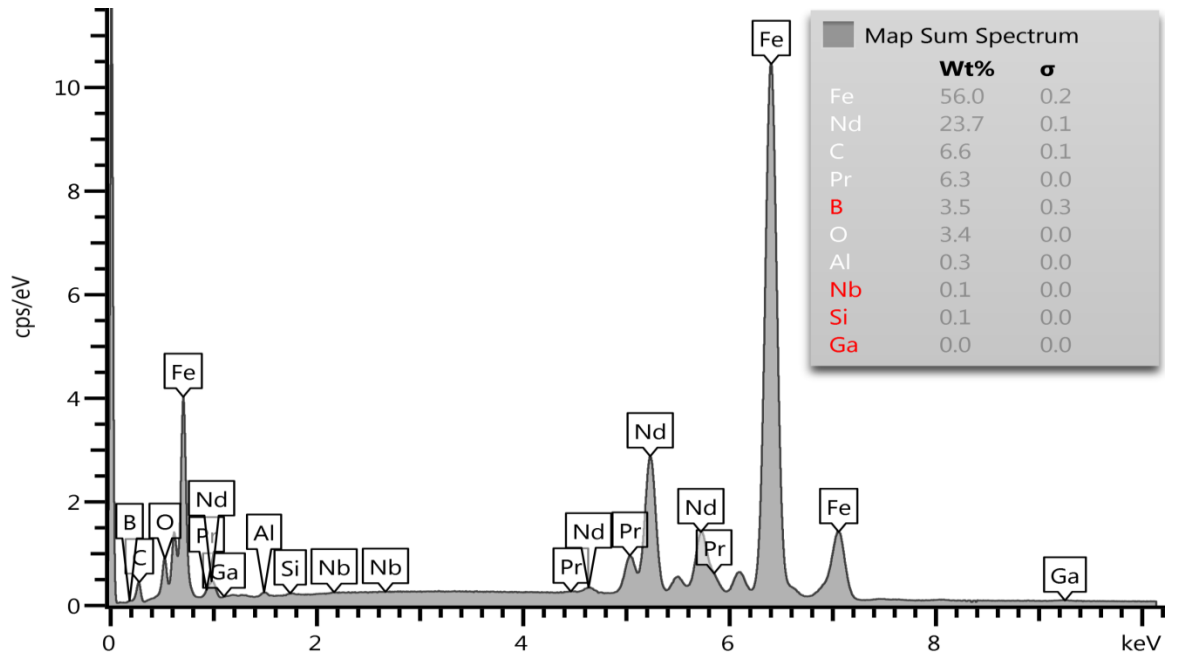 Map Sum Spectrum
Wt% σ
Fe 56.0 0.2
Nd 23.7 0.1
C 6.6 0.1
Pr 6.3 0.0
B 3.5 0.3
O 3.4 0.0
Al 0.3 0.0
Nb 0.1 0.0
Si 0.1 0.0
Ga 0.0 0.0
cps/eV
10
8
6
4
2
0
Fe
Fe
Nd
Nd
Nd
B
O
Pr
Al
Nd
Pr
Fe
C
Ga
Si
Nb
Nb
Pr
Pr
Ga
0 2 4 6 8 keV